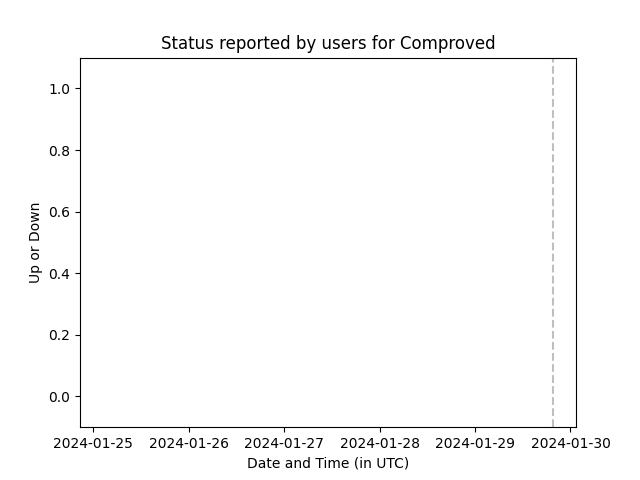 Status reported by users for Comproved
1.0
0.8
0.6
0.4
0.2
0.0
Up or Down
2024-01-25 2024-01-26 2024-01-27 2024-01-28 2024-01-29 2024-01-30
Date and Time (in UTC)